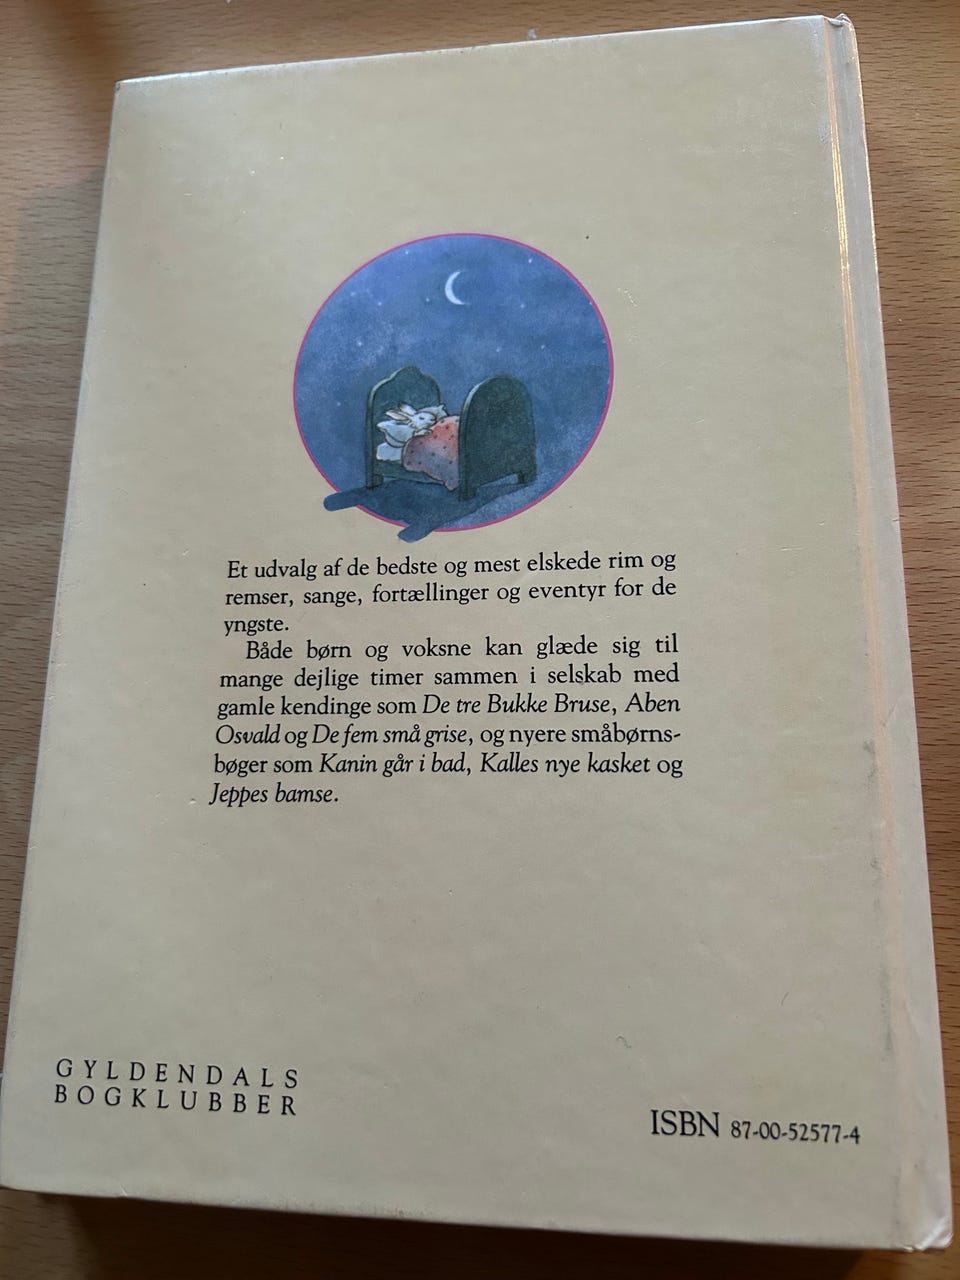 Et udvalg af de bedste og mest elskede rim og
remser, sange, fortællinger og eventyr for de
yngste.
Både børn og voksne kan glæde sig til
mange dejlige timer sammen i selskab med
gamle kendinge som De tre Bukke Bruse, Aben
Osvald og De fem små grise, og nyere småbørns-
bøger som Kanin går i bad, Kalles nye kasket og
Jeppes bamse.
GYLDENDALS
BOGKLUBBER
ISBN 87-00-52577-4